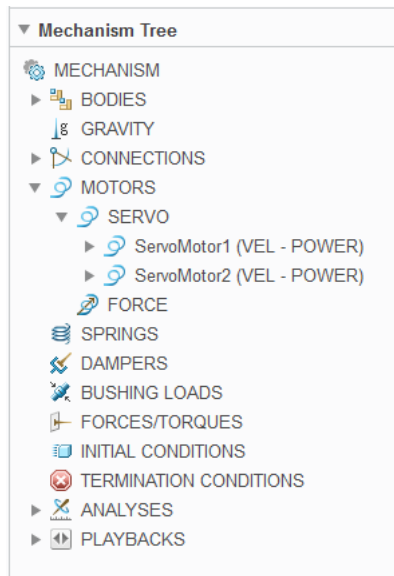 Mechanism Tree
MECHANISM
BODIES
g GRAVITY
CONNECTIONS
MOTORS
SERVO
ServoMotor1 (VEL - POWER)
ServoMotor2 (VEL - POWER)
FORCE
SPRINGS
DAMPERS
BUSHING LOADS
FORCES/TORQUES
INITIAL CONDITIONS
TERMINATION CONDITIONS
ANALYSES
PLAYBACKS